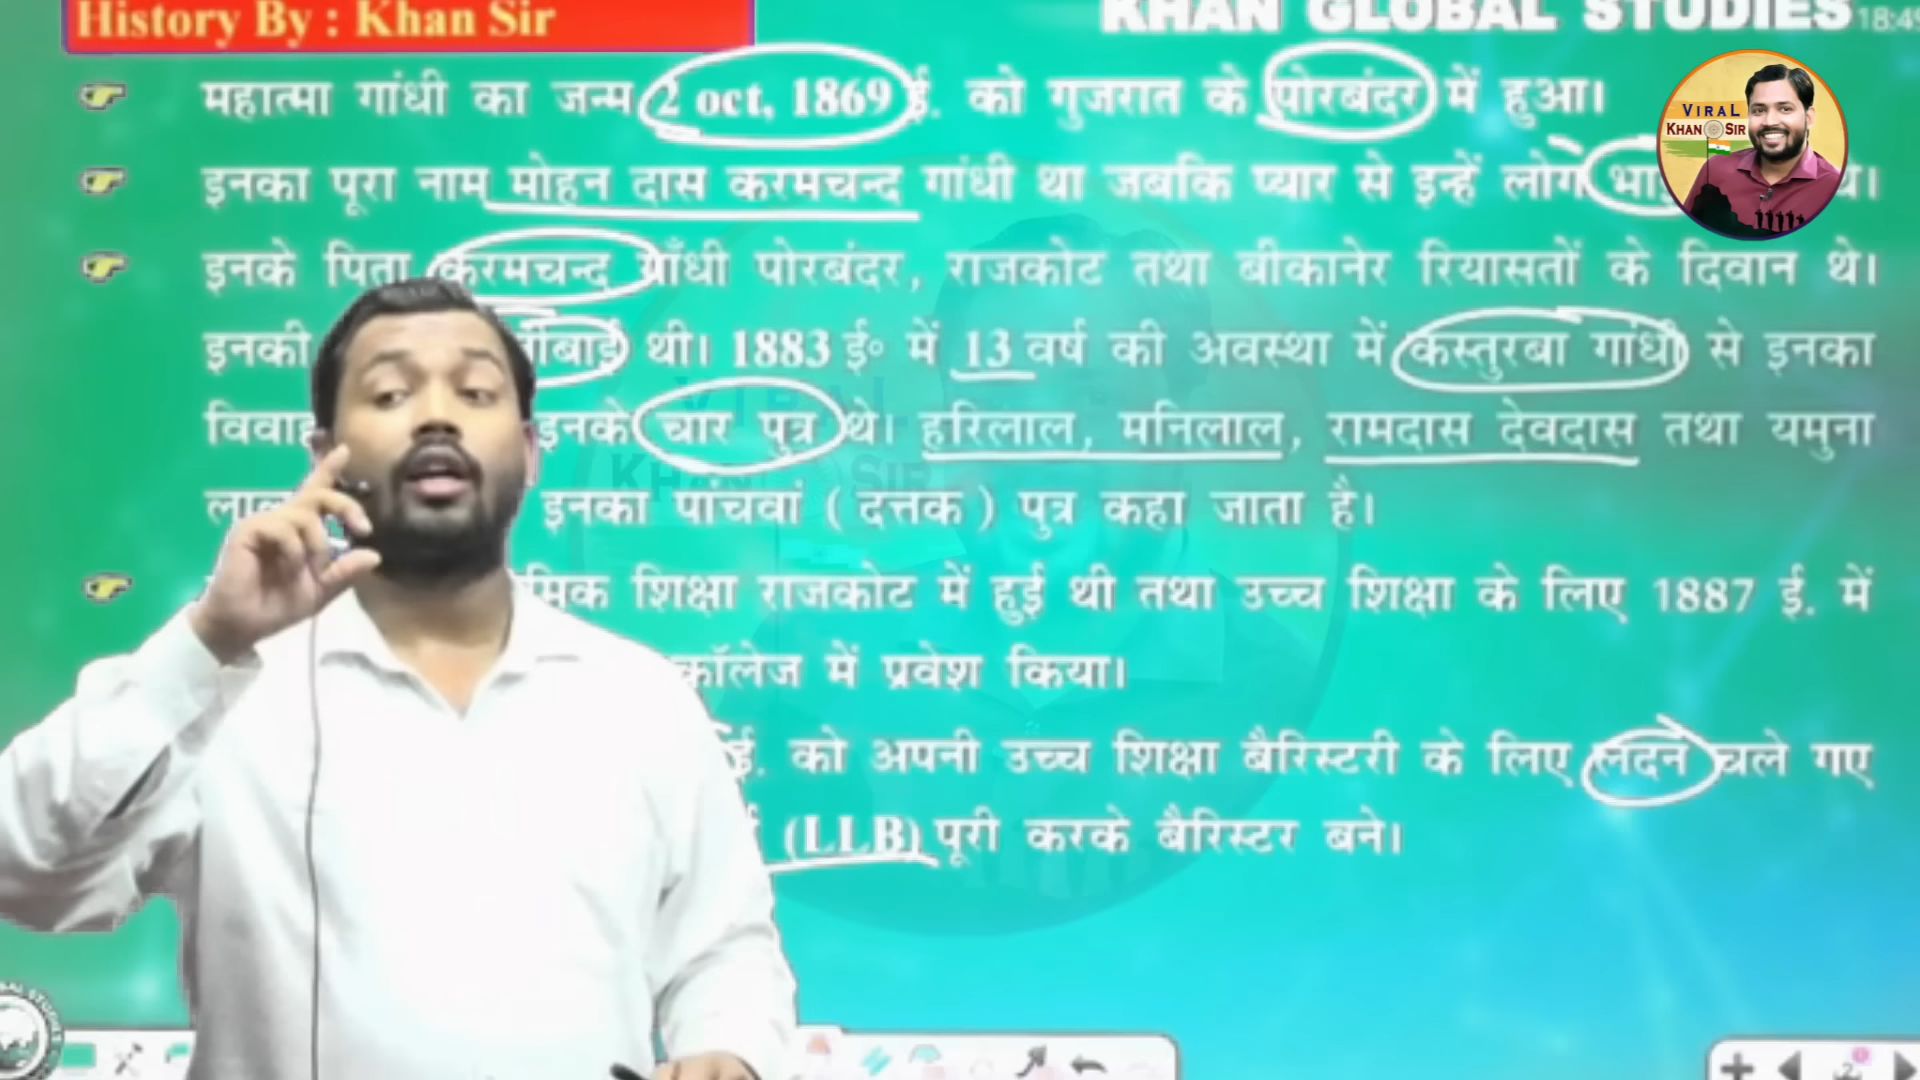 History By : Khan Sir
KHAN GLOBAL STUDIES
18:4
VIRAL
KHAN SIR
महात्मा गांधी का जन्म 2 oct, 1869 ई. को गुजरात के पोरबंदर में हुआ।
इनका पूरा नाम मोहन दास करमचन्द गांधी था जबकि प्यार से इन्हें लोग
इनके पिता करमचन्द गाँधी पोरबंदर, राजकोट तथा बीकानेर रियासतों के दिवान थे।
इनकी थी। 1883 ई० में 13 वर्ष की अवस्था में कस्तुरबा गांधी से इनका
विवाह इनके चार पुत्र थे। हरिलाल, मनिलाल, रामदास देवदास तथा यमुना
इनका पांचवां ( दत्तक ) पुत्र कहा जाता है।
शिक्षा राजकोट में हुई थी तथा उच्च शिक्षा के लिए 1887 ई. में
कॉलेज में प्रवेश किया।
ई. को अपनी उच्च शिक्षा बैरिस्टरी के लिए लंदन चले गए
(LLB) पूरी करके बैरिस्टर बने।